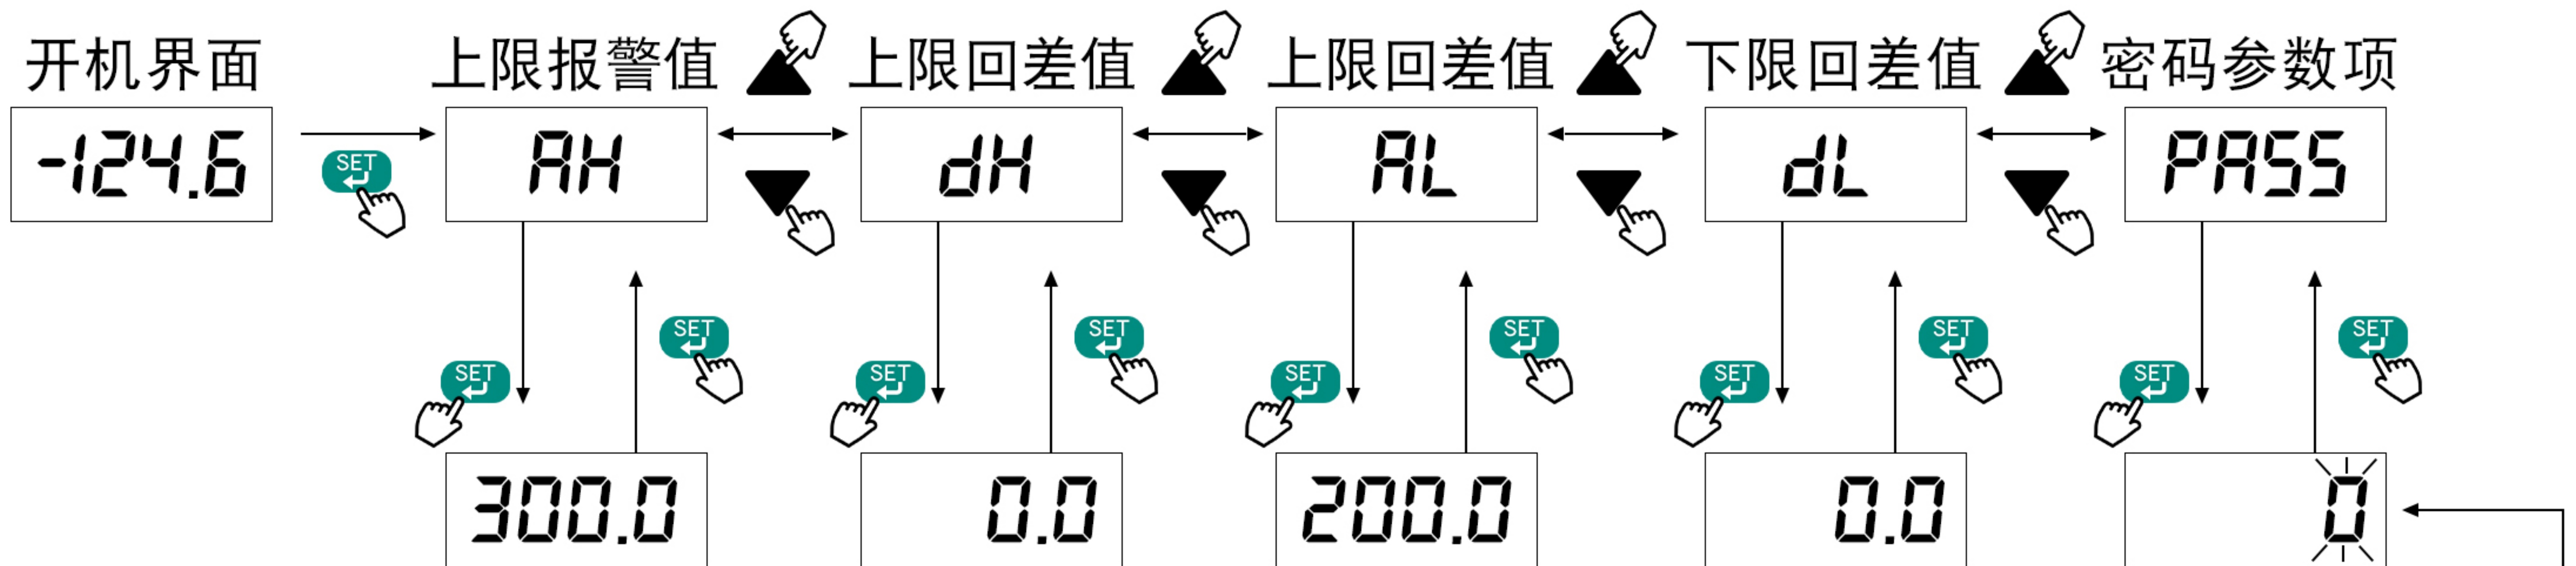 开机界面 上限报警值 上限回差值 上限回差值 下限回差值 密码参数项
-124.6 AH dH AL dL PASS
SET
SET SET SET SET SET
SET SET SET SET SET
300.0 0.0 200.0 0.0 0